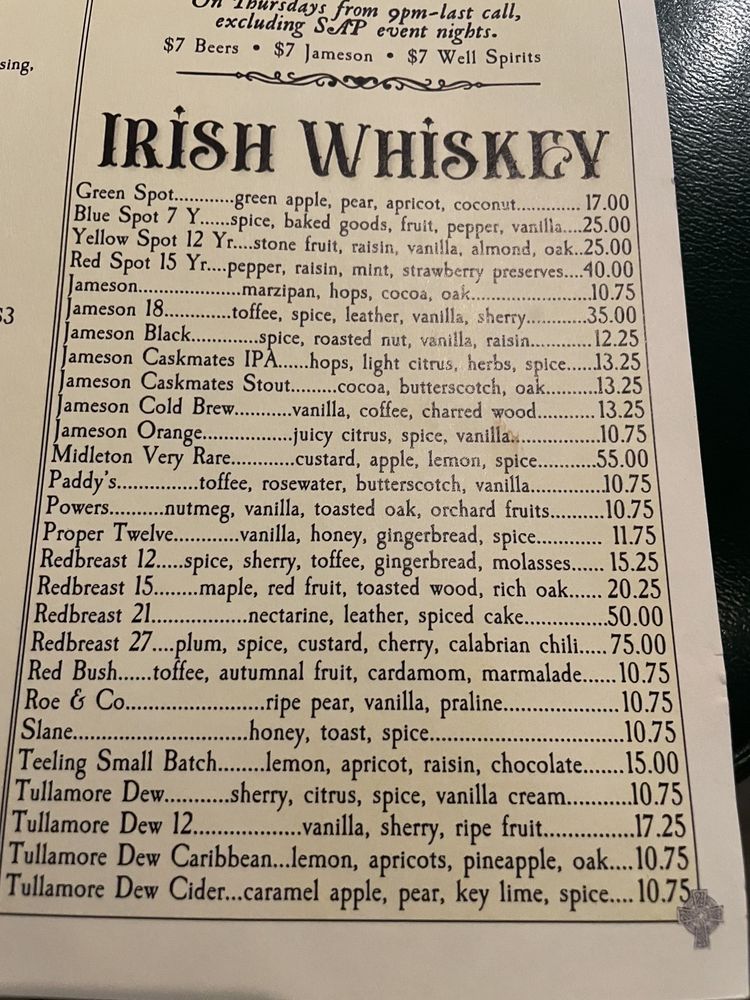 On Thursdays from 9pm-last call,
excluding SAP event nights.
$7 Beers • $7 Jameson • $7 Well Spirits
sing,
$3
IRISH WHISKEY
Green Spot...........green apple, pear, apricot, coconut............ 17.00
Blue Spot 7 Y.....spice, baked goods, fruit, pepper, vanilla....25.00
Yellow Spot 12 Yr....stone fruit, raisin, vanilla, almond, oak..25.00
Red Spot 15 Yr....pepper, raisin, mint, strawberry preserves....40.00
Jameson.....................marzipan, hops, cocoa, oak......................10.75
Jameson 18.............toffee, spice, leather, vanilla, sherry...........35.00
Jameson Black.............spice, roasted nut, vanilla, raisin............12.25
Jameson Caskmates IPA......hops, light citrus, herbs, spice.....13.25
Jameson Caskmates Stout.........cocoa, butterscotch, oak.........13.25
Jameson Cold Brew...........vanilla, coffee, charred wood...........13.25
Jameson Orange.................juicy citrus, spice, vanilla.................10.75
Midleton Very Rare............custard, apple, lemon, spice..........55.00
Paddy's...............toffee, rosewater, butterscotch, vanilla.............10.75
Powers..........nutmeg, vanilla, toasted oak, orchard fruits..........10.75
Proper Twelve............vanilla, honey, gingerbread, spice............ 11.75
Redbreast 12.....spice, sherry, toffee, gingerbread, molasses..... 15.25
Redbreast 15........maple, red fruit, toasted wood, rich oak...... 20.25
Redbreast 21.................nectarine, leather, spiced cake...............50.00
Redbreast 27....plum, spice, custard, cherry, calabrian chili.....75.00
Red Bush......toffee, autumnal fruit, cardamom, marmalade......10.75
Roe & Co.......................ripe pear, vanilla, praline....................10.75
Slane.............................honey, toast, spice................................10.75
Teeling Small Batch........lemon, apricot, raisin, chocolate.......15.00
Tullamore Dew...........sherry, citrus, spice, vanilla cream...........10.75
Tullamore Dew 12..................vanilla, sherry, ripe fruit...............17.25
Tullamore Dew Caribbean...lemon, apricots, pineapple, oak....10.75
Tullamore Dew Cider...caramel apple, pear, key lime, spice.... 10.75